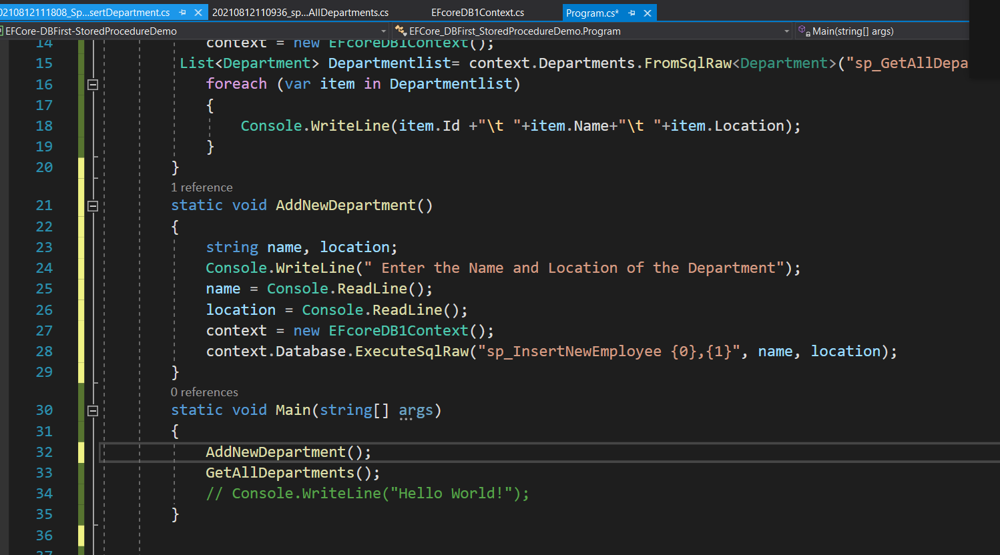 20210812111808_Sp...sertDepartment.cs 20210812110936_sp...AllDepartments.cs EFcoreDB1Context.cs Program.cs*
EFCore-DBFirst-StoredProcedureDemo EFCore_DBFirst_StoredProcedureDemo.Program Main(string[] args)
14 context = new EFcoreDB1Context();
15 List<Department> Departmentlist= context.Departments.FromSqlRaw<Department>("sp_GetAllDepa
16 foreach (var item in Departmentlist)
17 {
18 Console.WriteLine(item.Id +"\t "+item.Name+"\t "+item.Location);
19 }
20 }
1 reference
21 static void AddNewDepartment()
22 {
23 string name, location;
24 Console.WriteLine(" Enter the Name and Location of the Department");
25 name = Console.ReadLine();
26 location = Console.ReadLine();
27 context = new EFcoreDB1Context();
28 context.Database.ExecuteSqlRaw("sp_InsertNewEmployee {0},{1}", name, location);
29 }
0 references
30 static void Main(string[] args)
31 {
32 AddNewDepartment();
33 GetAllDepartments();
34 // Console.WriteLine("Hello World!");
35 }
36
37